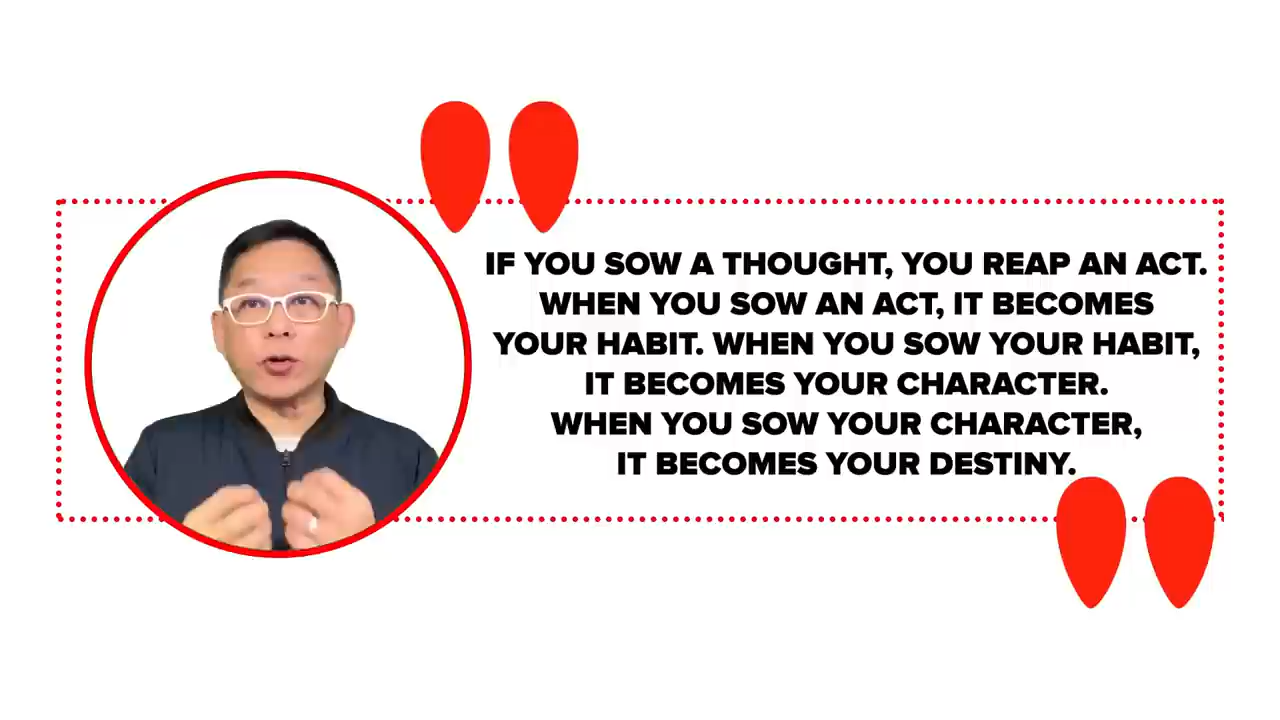 IF YOU SOW A THOUGHT, YOU REAP AN ACT.
WHEN YOU SOW AN ACT, IT BECOMES
YOUR HABIT. WHEN YOU SOW YOUR HABIT,
IT BECOMES YOUR CHARACTER.
WHEN YOU SOW YOUR CHARACTER,
IT BECOMES YOUR DESTINY.